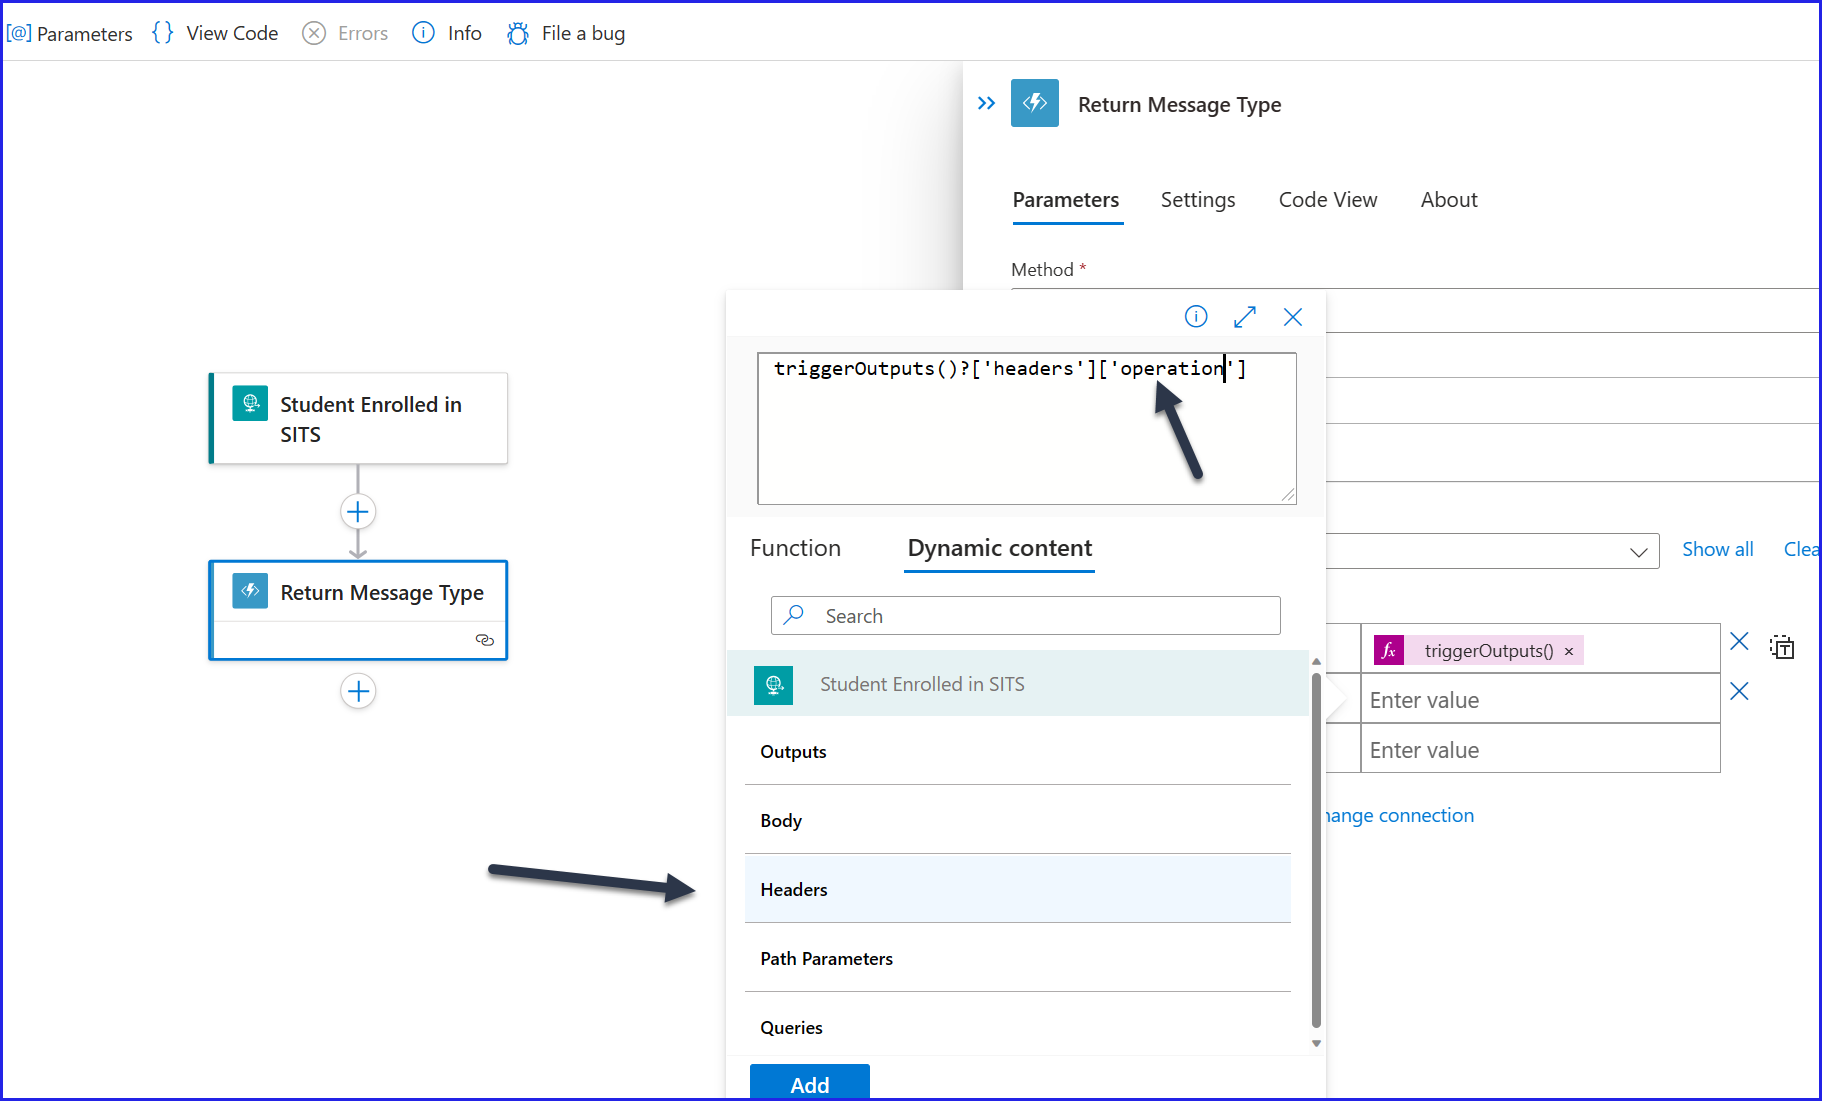 [@] Parameters {} View Code Errors Info File a bug
Return Message Type
Parameters Settings Code View About
Method *
triggerOutputs()?['headers']['operation']
Student Enrolled in
SITS
Return Message Type
Function Dynamic content
Show all Clea
Search
fx triggerOutputs() ×
Student Enrolled in SITS
Enter value
Outputs
Enter value
Body
hange connection
Headers
Path Parameters
Queries
Add